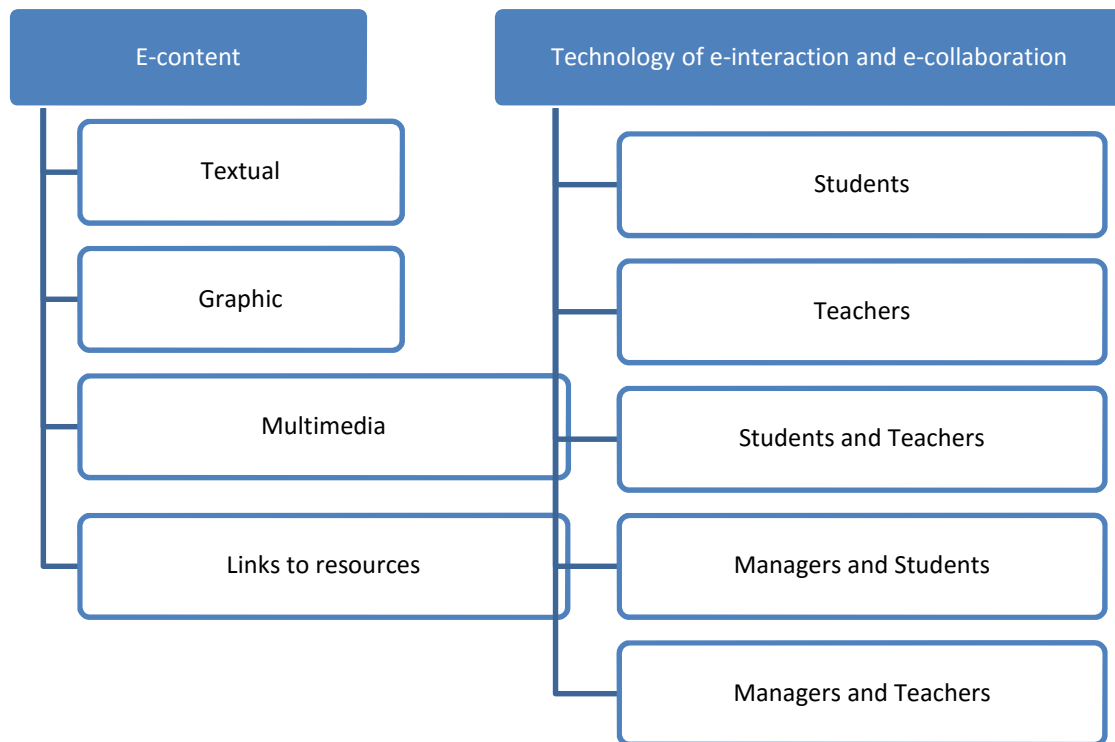 E-content
Textual
Graphic
Multimedia
Links to resources
Technology of e-interaction and e-collaboration
Students
Teachers
Students and Teachers
Managers and Students
Managers and Teachers